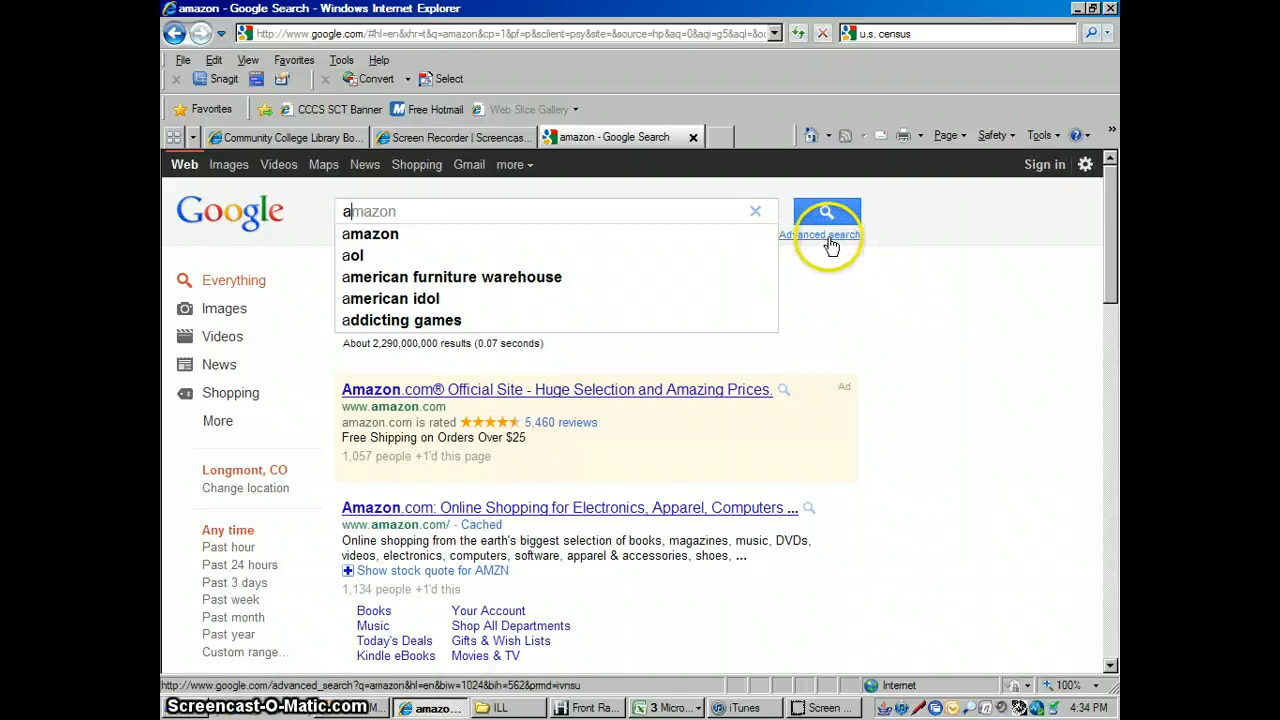 amazon - Google Search - Windows Internet Explorer
http://www.google.com/#hl=en&xhr=t&q=amazon&cp=1&pf=p&sclient=psy&site=&source=hp&aq=0&aqi=g5&aql=&o
u.s. census
File Edit View Favorites Tools Help
Snagit Convert Select
Favorites CCCS SCT Banner Free Hotmail Web Slice Gallery
Community College Library Bo... Screen Recorder | Screencas... amazon - Google Search Page Safety Tools
Web Images Videos Maps News Shopping Gmail more Sign in
Google amazon
Advanced search
amazon
aol
american furniture warehouse
american idol
addicting games
About 2,290,000,000 results (0.07 seconds)
Everything
Images
Videos
News
Shopping
More
Longmont, CO
Change location
Any time
Past hour
Past 24 hours
Past 3 days
Past week
Past month
Past year
Custom range...
Amazon.com® Official Site - Huge Selection and Amazing Prices. Ad
www.amazon.com
amazon.com is rated 5,460 reviews
Free Shipping on Orders Over $25
1,057 people +1'd this page
Amazon.com: Online Shopping for Electronics, Apparel, Computers ...
www.amazon.com/ - Cached
Online shopping from the earth's biggest selection of books, magazines, music, DVDs,
videos, electronics, computers, software, apparel & accessories, shoes, ...
Show stock quote for AMZN
1,134 people +1'd this
Books Your Account
Music Shop All Departments
Today's Deals Gifts & Wish Lists
Kindle eBooks Movies & TV
http://www.google.com/advanced_search?q=amazon&hl=en&biw=1024&bih=562&prmd=ivnsu Internet 100%
Screencast-O-Matic.com M... amazo... ILL Front Ra... 3 Micro... iTunes Screen ... 4:34 PM